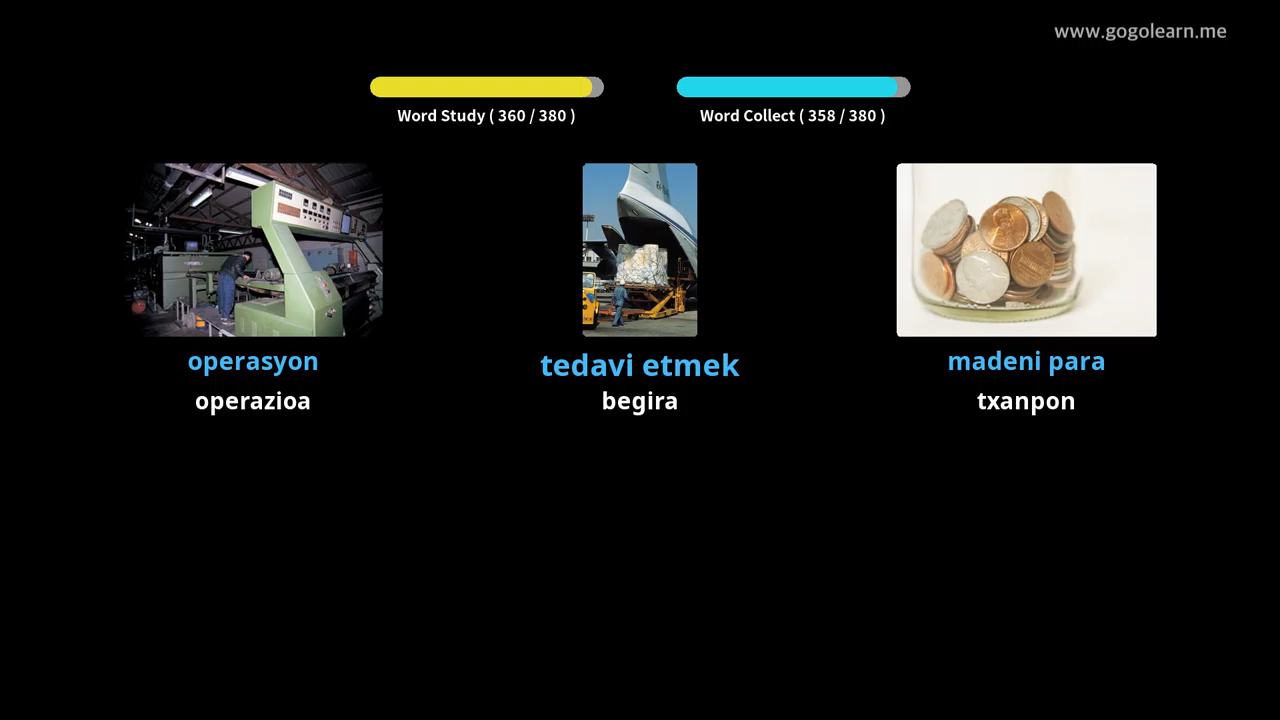 www.gogolearn.me
Word Study ( 360 / 380 )
Word Collect ( 358 / 380 )
operasyon
operazioa
tedavi etmek
begira
madeni para
txanpon